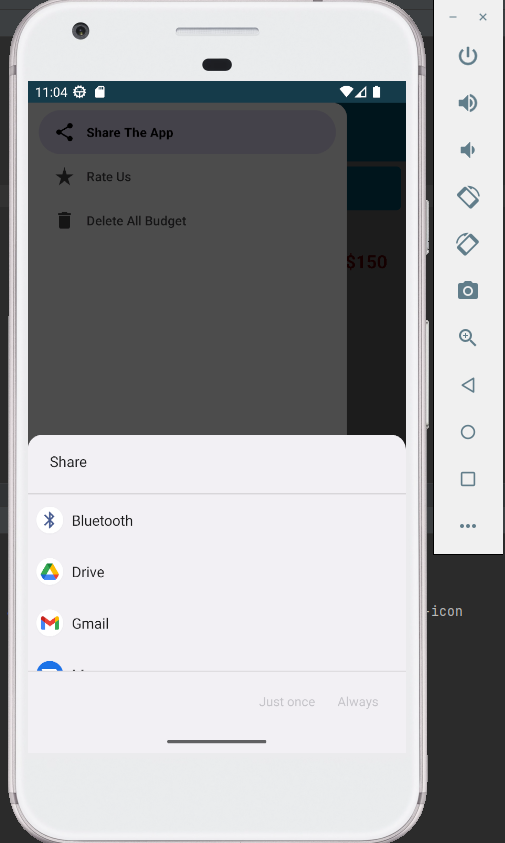 11:04
Share The App
Rate Us
Delete All Budget
$150
Share
Bluetooth
Drive
Gmail
Just once Always
-icon